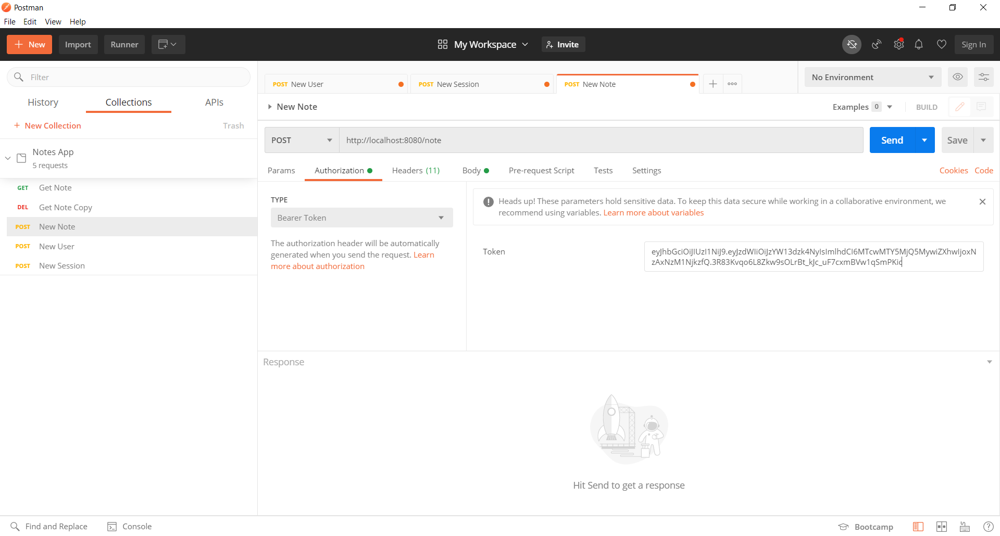 Postman
File Edit View Help
New Import Runner My Workspace Invite Sign In
Filter
History Collections APIs
+ New Collection Trash
Notes App
5 requests
GET Get Note
DEL Get Note Copy
POST New Note
POST New User
POST New Session
POST New User POST New Session POST New Note No Environment
New Note Examples 0 BUILD
POST http://localhost:8080/note Send Save
Params Authorization Headers (11) Body Pre-request Script Tests Settings Cookies Code
TYPE
Bearer Token
The authorization header will be automatically
generated when you send the request. Learn
more about authorization
Heads up! These parameters hold sensitive data. To keep this data secure while working in a collaborative environment, we
recommend using variables. Learn more about variables
Token
eyJhbGciOiJIUzI1NiJ9.eyJzdWIiOiJzYW13dzk4NyIsImlhdCI6MTcwMTY5MjQ5MywiZXhwIjoxN
zAxNzM1NjkzfQ.3R83Kvqo6L8Zkw9sOLrBt_kJc_uF7cxmBVw1qSmPKic
Response
Hit Send to get a response
Find and Replace Console Bootcamp